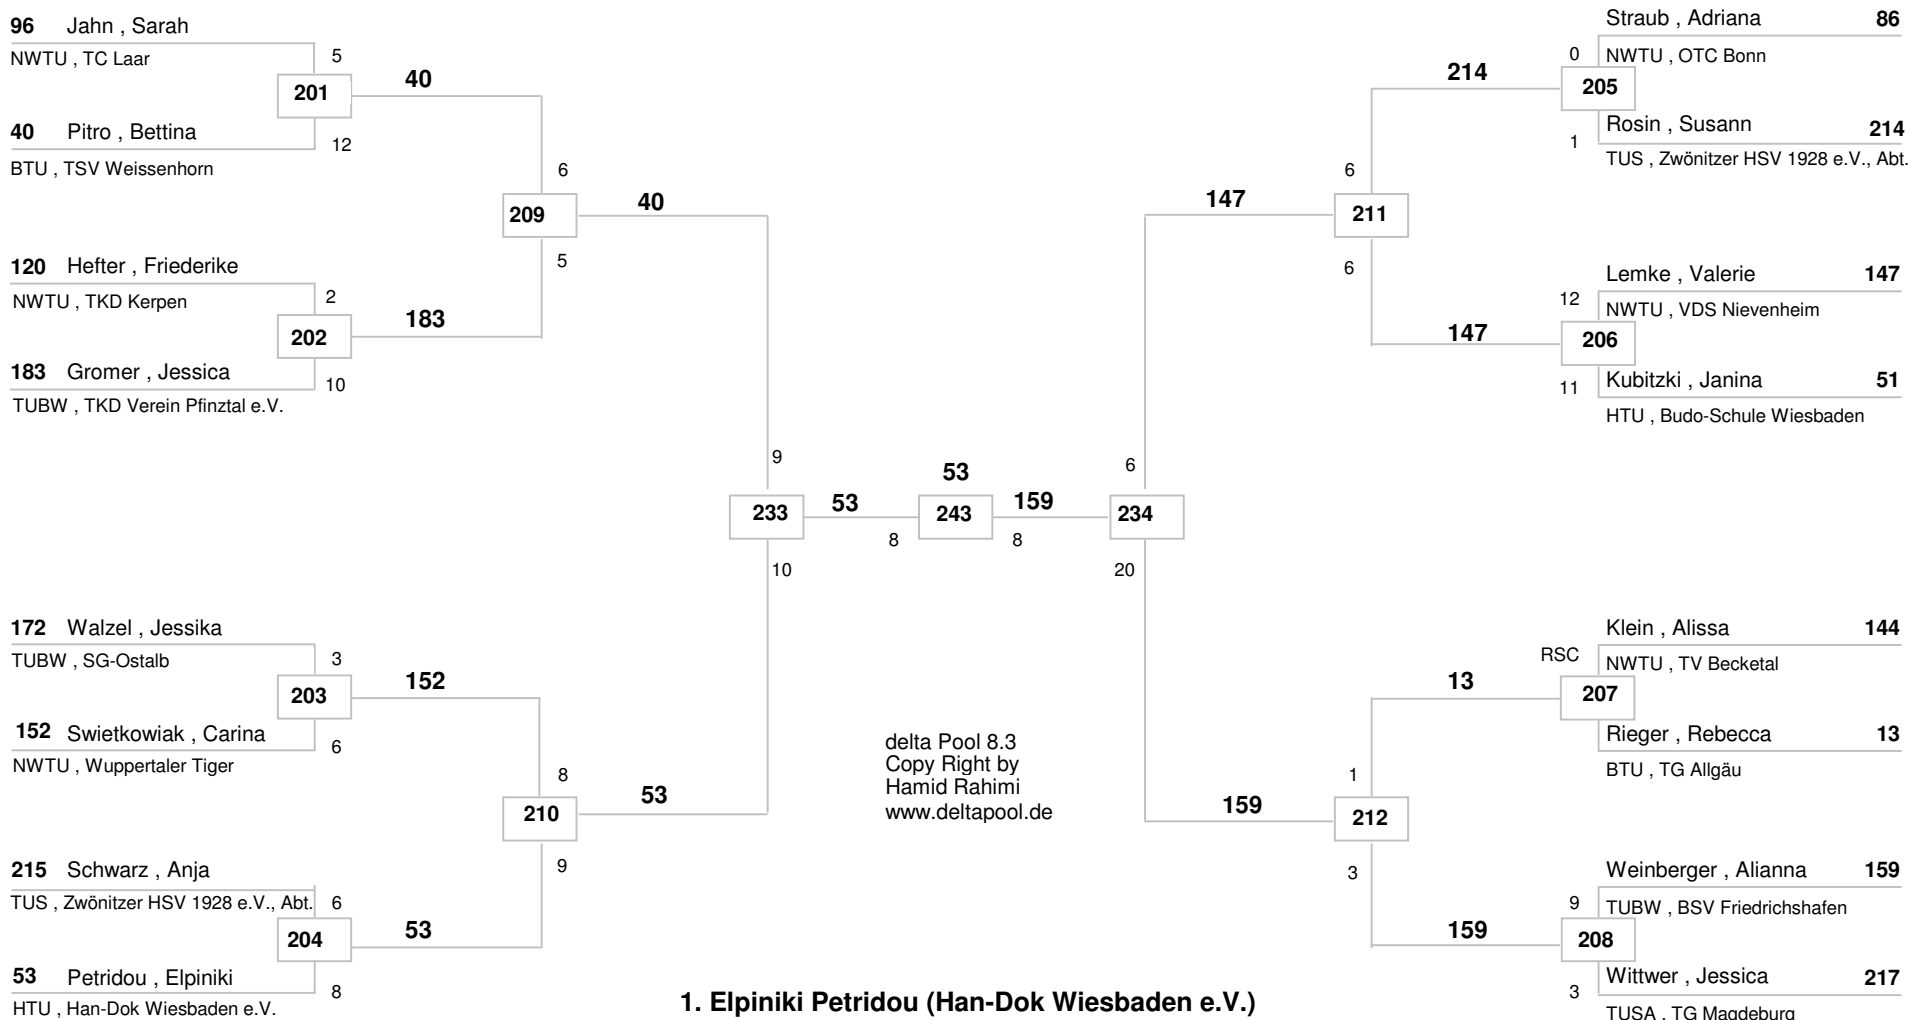 96 Jahn , Sarah
NWTU , TC Laar
5
201
40
40 Pitro , Bettina
12
BTU , TSV Weissenhorn
6
209
40
5
120 Hefter , Friederike
NWTU , TKD Kerpen
2
202
183
183 Gromer , Jessica
10
TUBW , TKD Verein Pfinztal e.V.
9
233
53
10
172 Walzel , Jessika
TUBW , SG-Ostalb
3
203
152
152 Swietkowiak , Carina
6
NWTU , Wuppertaler Tiger
8
210
53
9
215 Schwarz , Anja
TUS , Zwönitzer HSV 1928 e.V., Abt.
6
204
53
53 Petridou , Elpiniki
8
HTU , Han-Dok Wiesbaden e.V.
53
243
8
8
159
6
234
20
Straub , Adriana 86
0
NWTU , OTC Bonn
214
205
Rosin , Susann 214
1
TUS , Zwönitzer HSV 1928 e.V., Abt.
6
147
211
6
Lemke , Valerie 147
12
NWTU , VDS Nievenheim
147
206
Kubitzki , Janina 51
11
HTU , Budo-Schule Wiesbaden
Klein , Alissa 144
RSC
NWTU , TV Becketal
13
207
Rieger , Rebecca 13
BTU , TG Allgäu
1
159
212
3
Weinberger , Alianna 159
9
TUBW , BSV Friedrichshafen
159
208
Wittwer , Jessica 217
3
TUSA , TG Magdeburg
delta Pool 8.3
Copy Right by
Hamid Rahimi
www.deltapool.de
1. Elpiniki Petridou (Han-Dok Wiesbaden e.V.)